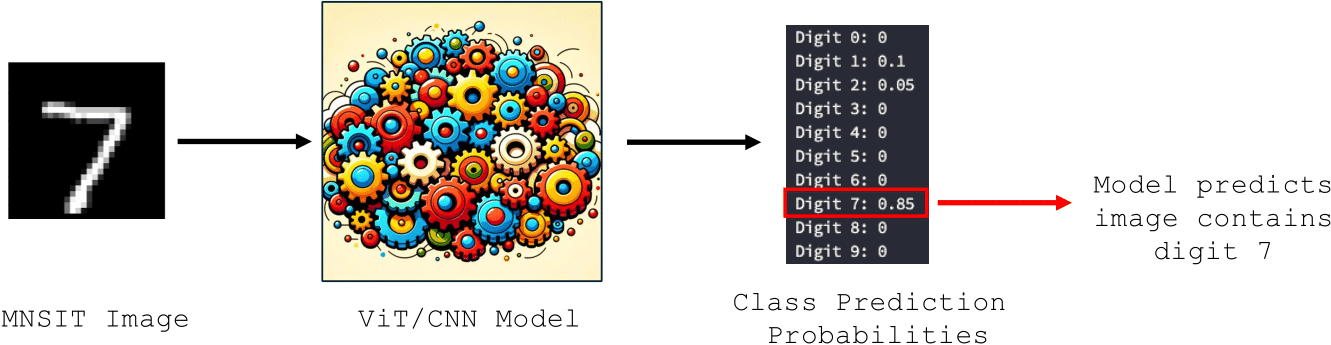 Digit 0: 0
Digit 1: 0.1
Digit 2: 0.05
Digit 3: 0
Digit 4: 0
Digit 5: 0
Digit 6: 0
Digit 7: 0.85
Digit 8: 0
Digit 9: 0
Model predicts
image contains
digit 7
7
MNSIT Image
ViT/CNN Model
Class Prediction
Probabilities